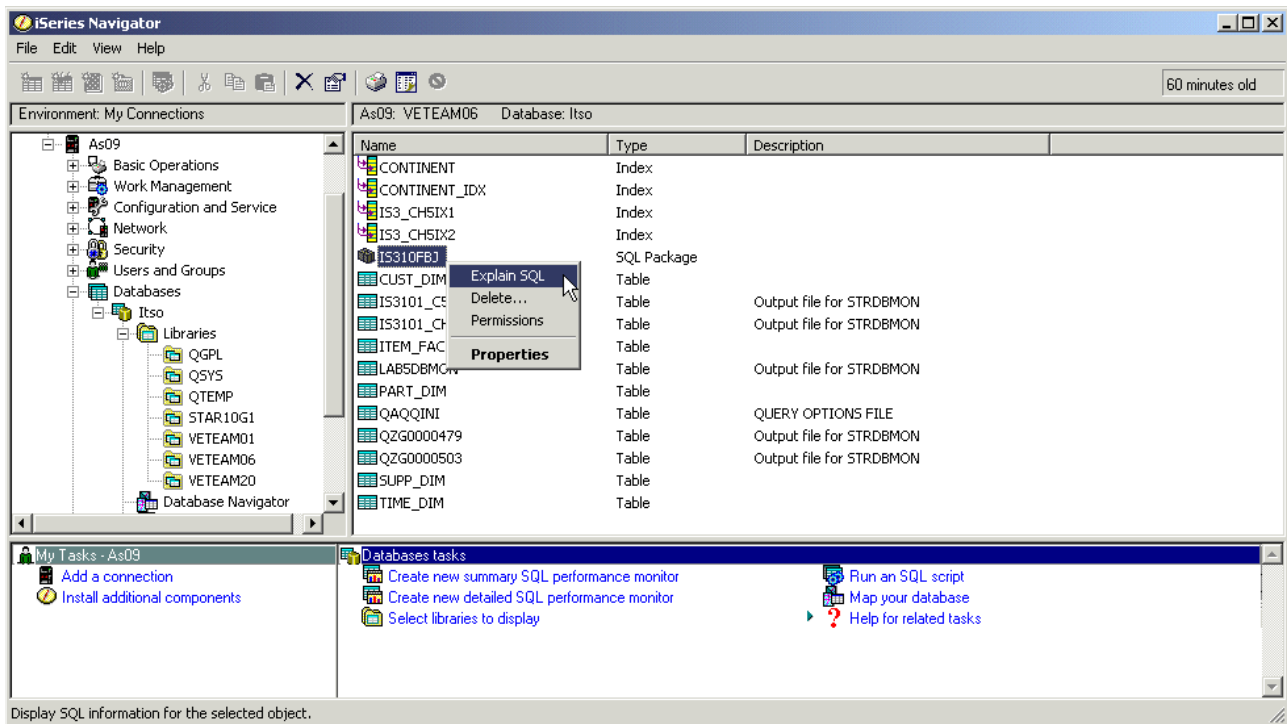 iSeries Navigator
File Edit View Help
60 minutes old
Environment: My Connections
As09: VETEAM06 Database: Itso
As09
Basic Operations
Work Management
Configuration and Service
Network
Security
Users and Groups
Databases
Itso
Libraries
QGPL
QSYS
QTEMP
STAR10G1
VETEAM01
VETEAM06
VETEAM20
Database Navigator
Name Type Description
CONTINENT Index
CONTINENT_IDX Index
IS3_CH5IX1 Index
IS3_CH5IX2 Index
IS310FBJ SQL Package
CUST_DIM Table
IS3101_C5 Table Output file for STRDBMON
IS3101_CH Table Output file for STRDBMON
ITEM_FAC Table
LAB5DBMON Table Output file for STRDBMON
PART_DIM Table
QAQQINI Table QUERY OPTIONS FILE
QZG0000479 Table Output file for STRDBMON
QZG0000503 Table Output file for STRDBMON
SUPP_DIM Table
TIME_DIM Table
Explain SQL
Delete...
Permissions
Properties
My Tasks - As09
Add a connection
Install additional components
Databases tasks
Create new summary SQL performance monitor
Create new detailed SQL performance monitor
Select libraries to display
Run an SQL script
Map your database
Help for related tasks
Display SQL information for the selected object.